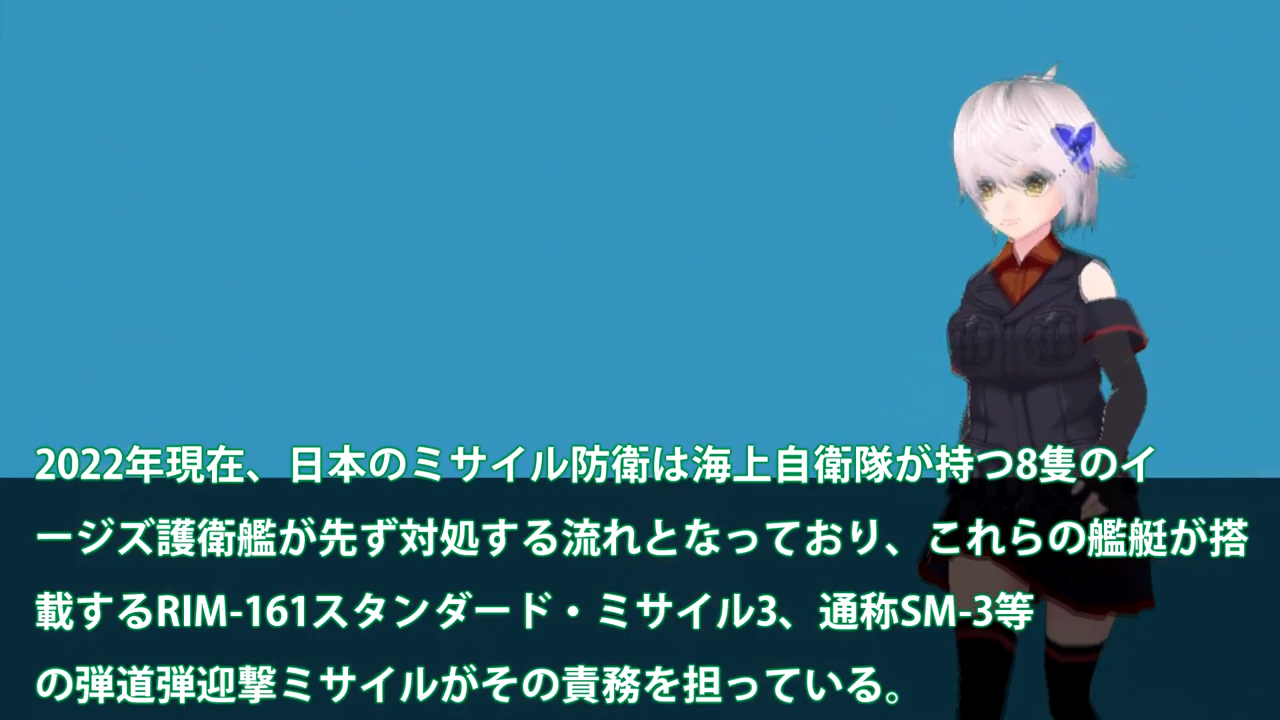 2022年現在、日本のミサイル防衛は海上自衛隊が持つ8隻のイ
ージズ護衛艦が先ず対処する流れとなっており、これらの艦艇が搭
載するRIM-161スタンダード・ミサイル3、通称SM-3等
の弾道弾迎撃ミサイルがその責務を担っている。